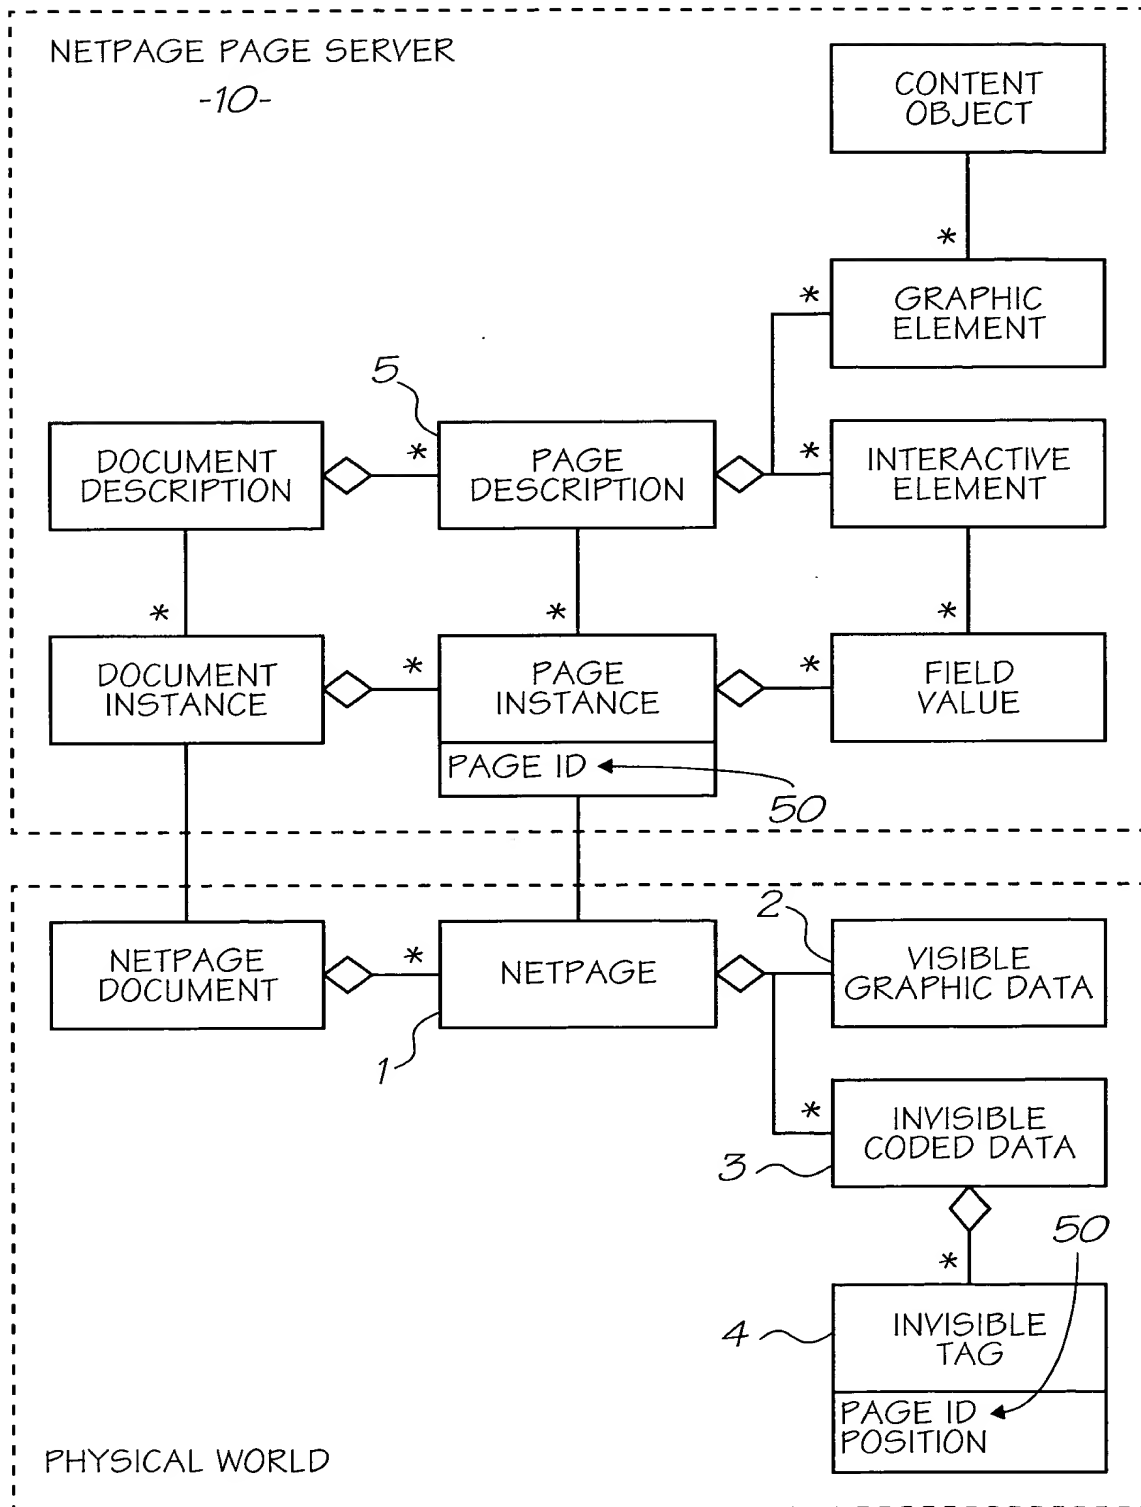 NETPAGE PAGE SERVER
-10-
CONTENT
OBJECT
*
*
GRAPHIC
ELEMENT
5
DOCUMENT
DESCRIPTION
*
PAGE
DESCRIPTION
*
INTERACTIVE
ELEMENT
*
*
*
DOCUMENT
INSTANCE
*
PAGE
INSTANCE
*
FIELD
VALUE
PAGE ID
50
NETPAGE
DOCUMENT
*
NETPAGE
1
2
VISIBLE
GRAPHIC DATA
*
INVISIBLE
CODED DATA
3
50
*
4
INVISIBLE
TAG
PAGE ID
POSITION
PHYSICAL WORLD